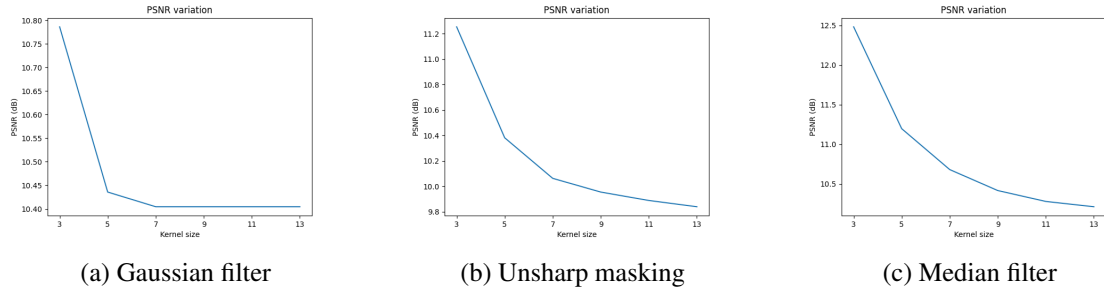 PSNR variation
10.80
10.75
10.70
10.65
10.60
10.55
10.50
10.45
10.40
PSNR (dB)
3 5 7 9 11 13
Kernel size
(a) Gaussian filter
PSNR variation
11.2
11.0
10.8
10.6
10.4
10.2
10.0
9.8
PSNR (dB)
3 5 7 9 11 13
Kernel size
(b) Unsharp masking
PSNR variation
12.5
12.0
11.5
11.0
10.5
PSNR (dB)
3 5 7 9 11 13
Kernel size
(c) Median filter